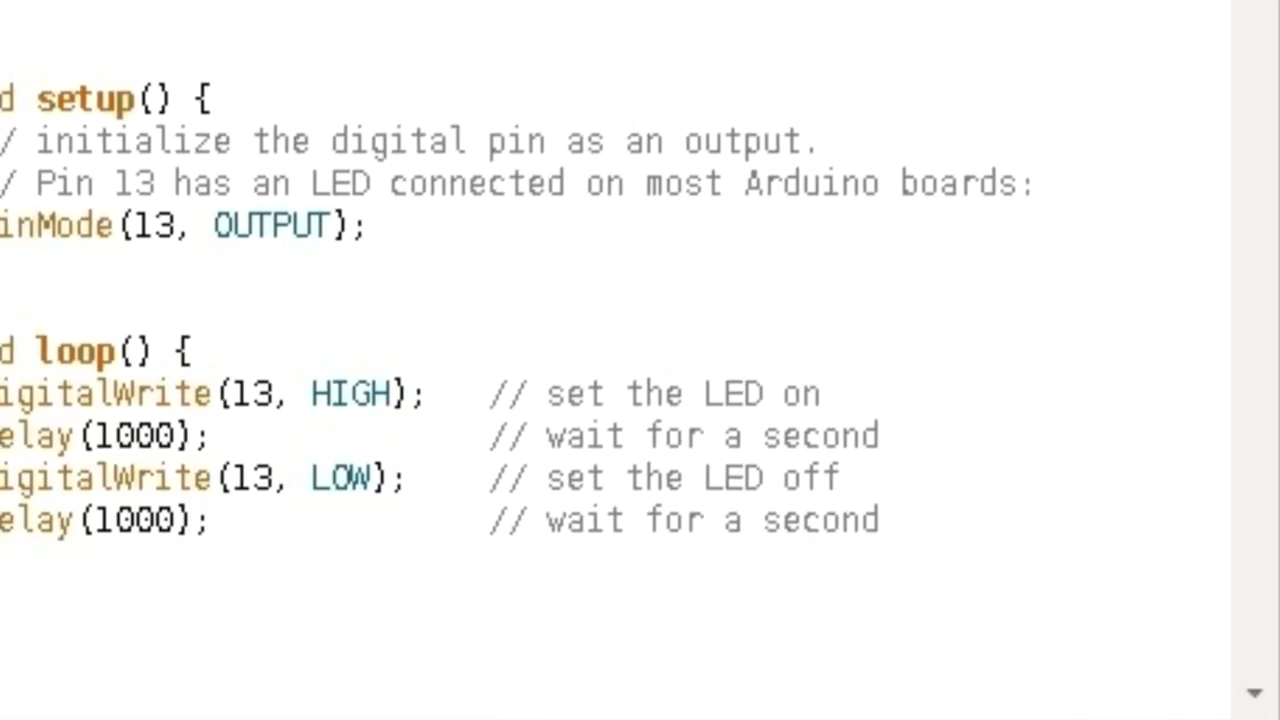 d setup() {
/ initialize the digital pin as an output.
/ Pin 13 has an LED connected on most Arduino boards:
inMode(13, OUTPUT);
d loop() {
igitalWrite(13, HIGH);   // set the LED on
elay(1000);              // wait for a second
igitalWrite(13, LOW);    // set the LED off
elay(1000);              // wait for a second